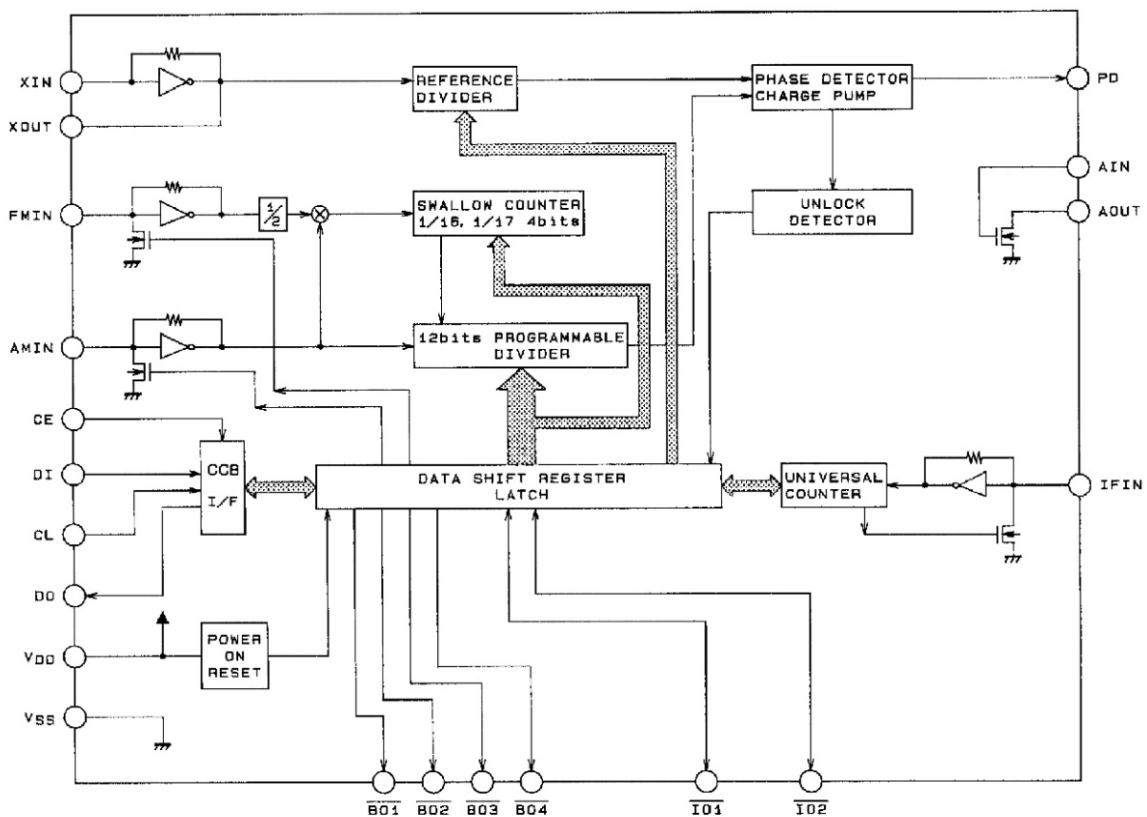 XIN
XOUT
FMIN
AMIN
CE
DI
CL
DO
VDD
VSS
REFERENCE
DIVIDER
PHASE DETECTOR
CHARGE PUMP
PD
AIN
AOUT
1/2
SWALLOW COUNTER
1/16, 1/17 4bits
UNLOCK
DETECTOR
12bits PROGRAMMABLE
DIVIDER
CCB
I/F
DATA SHIFT REGISTER
LATCH
UNIVERSAL
COUNTER
IFIN
POWER
ON
RESET
BO1
BO2
BO3
BO4
IO1
IO2